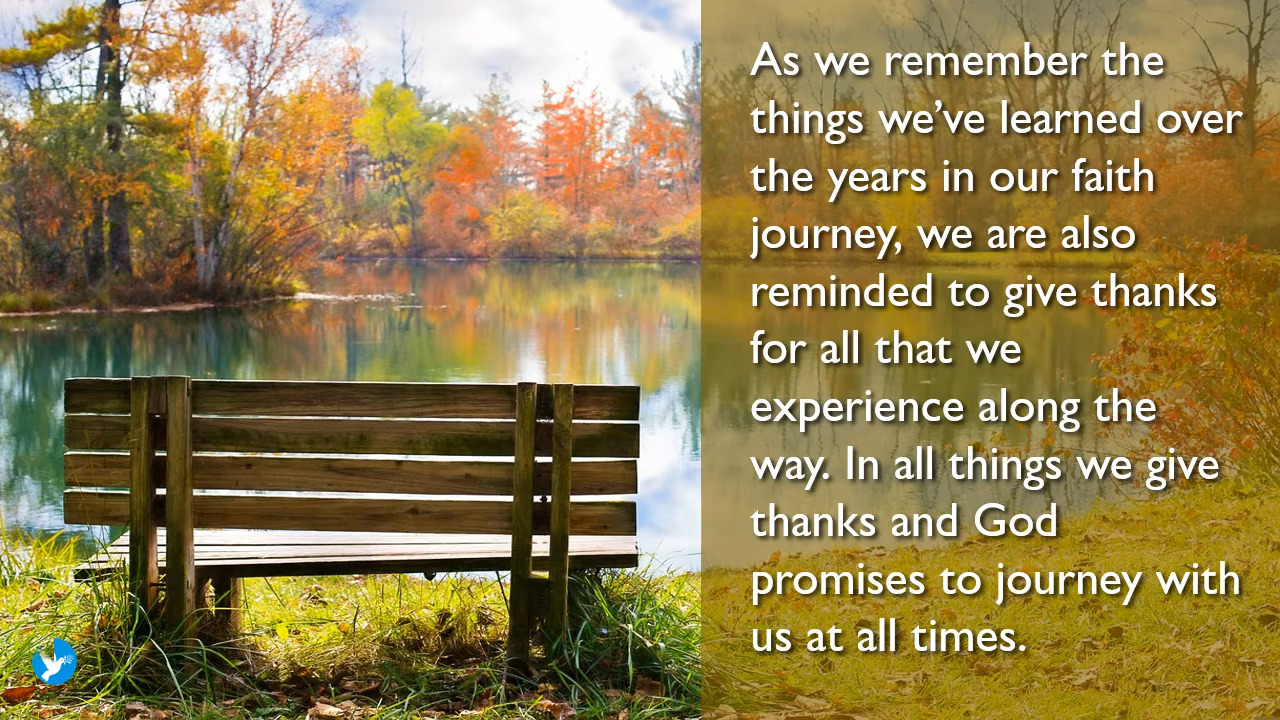 As we remember the
things we’ve learned over
the years in our faith
journey, we are also
reminded to give thanks
for all that we
experience along the
way. In all things we give
thanks and God
promises to journey with
us at all times.